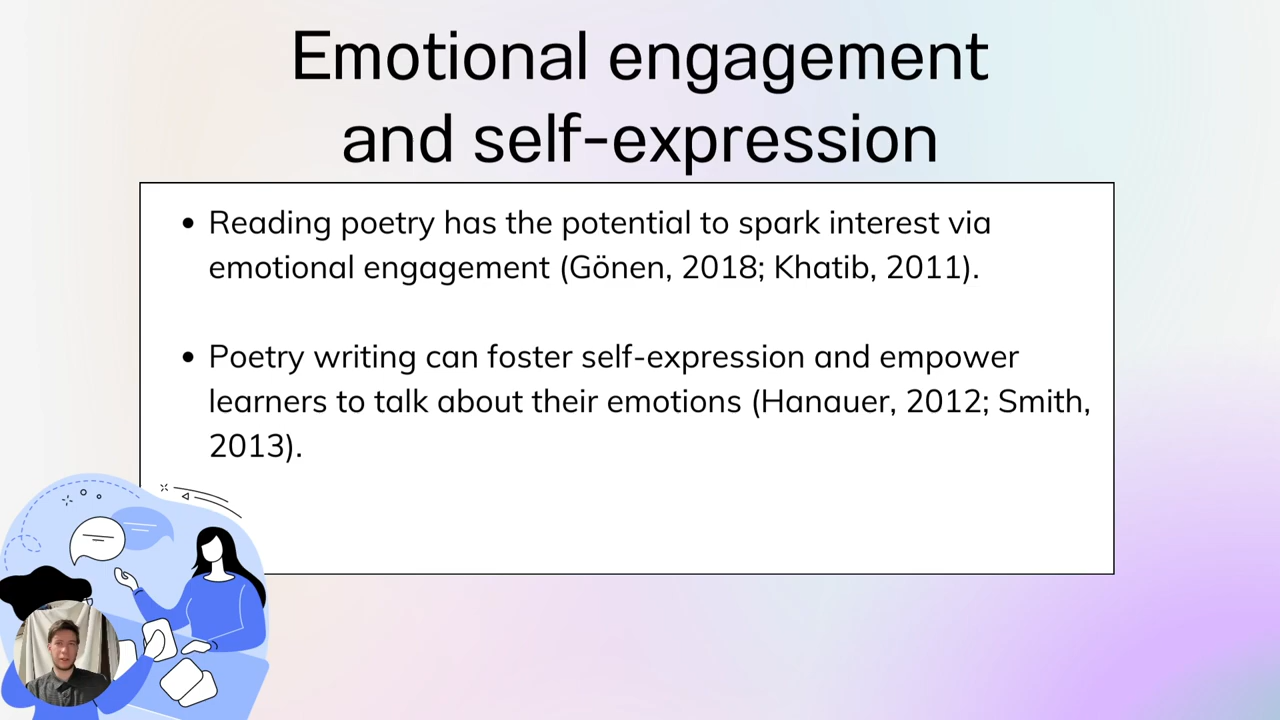 Emotional engagement
and self-expression
• Reading poetry has the potential to spark interest via
emotional engagement (Gönen, 2018; Khatib, 2011).
• Poetry writing can foster self-expression and empower
learners to talk about their emotions (Hanauer, 2012; Smith,
2013).